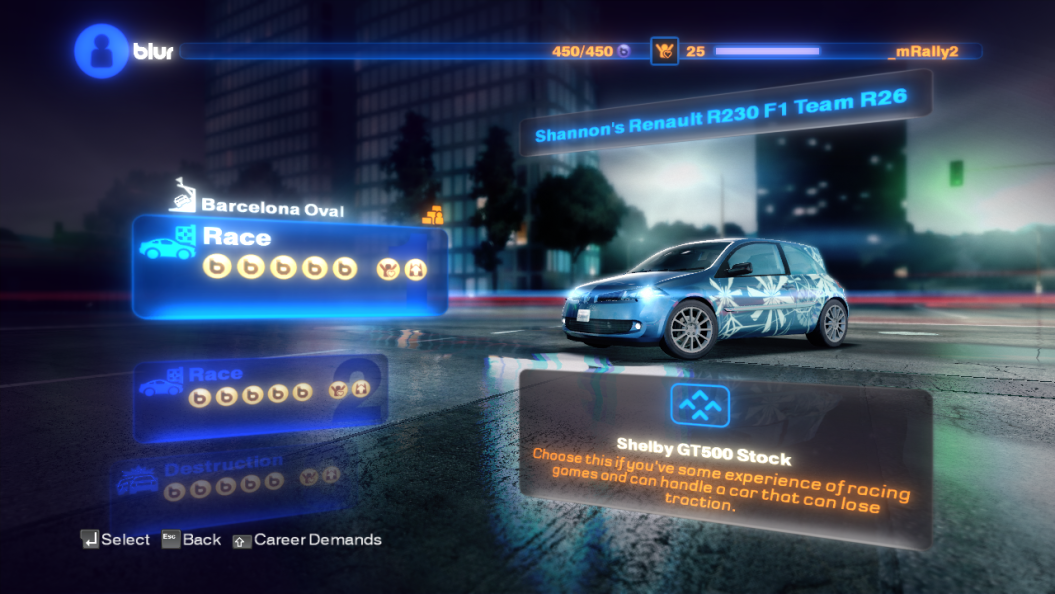 blur
450/450
25
_mRally2
Shannon's Renault R230 F1 Team R26
Barcelona Oval
Race
Race
2
Destruction
Shelby GT500 Stock
Choose this if you've some experience of racing
games and can handle a car that can lose
traction.
Select
Esc Back
Career Demands